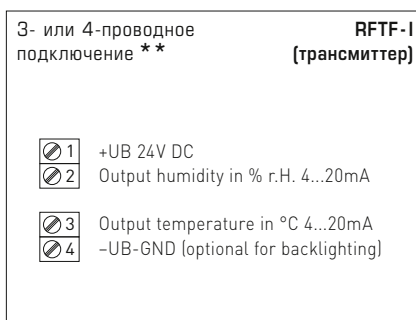 3- или 4-проводное
подключение **
RFTF-I
(трансмиттер)
1 +UB 24V DC
2 Output humidity in % r.H. 4...20mA
3 Output temperature in °C 4...20mA
4 –UB-GND (optional for backlighting)